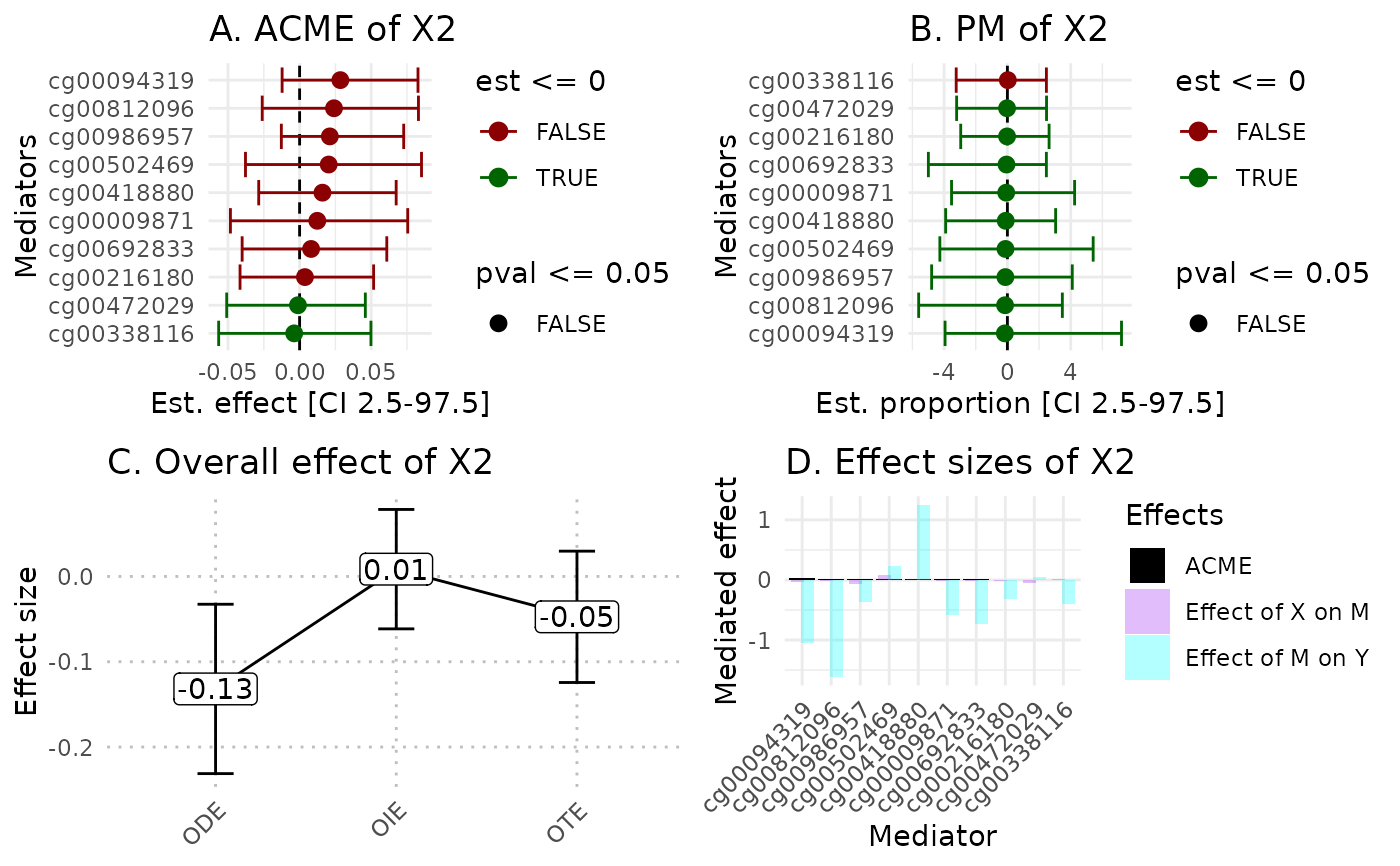 A. ACME of X2
Mediators
cg00094319
cg00812096
cg00986957
cg00502469
cg00418880
cg00009871
cg00692833
cg00216180
cg00472029
cg00338116
-0.05 0.00 0.05
Est. effect [CI 2.5-97.5]
est <= 0
FALSE
TRUE
pval <= 0.05
FALSE
B. PM of X2
Mediators
cg00338116
cg00472029
cg00216180
cg00692833
cg00009871
cg00418880
cg00502469
cg00986957
cg00812096
cg00094319
-4 0 4
Est. proportion [CI 2.5-97.5]
est <= 0
FALSE
TRUE
pval <= 0.05
FALSE
C. Overall effect of X2
Effect size
0.0
-0.1
-0.2
-0.13
0.01
-0.05
ODE
OIE
OTE
D. Effect sizes of X2
Mediated effect
1
0
-1
cg00094319
cg00812096
cg00986957
cg00502469
cg00418880
cg00009871
cg00692833
cg00216180
cg00472029
cg00338116
Mediator
Effects
ACME
Effect of X on M
Effect of M on Y